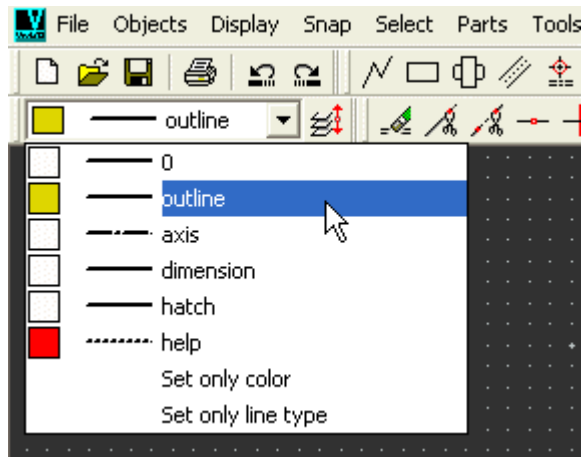 File Objects Display Snap Select Parts Tools
outline
0
outline
axis
dimension
hatch
help
Set only color
Set only line type